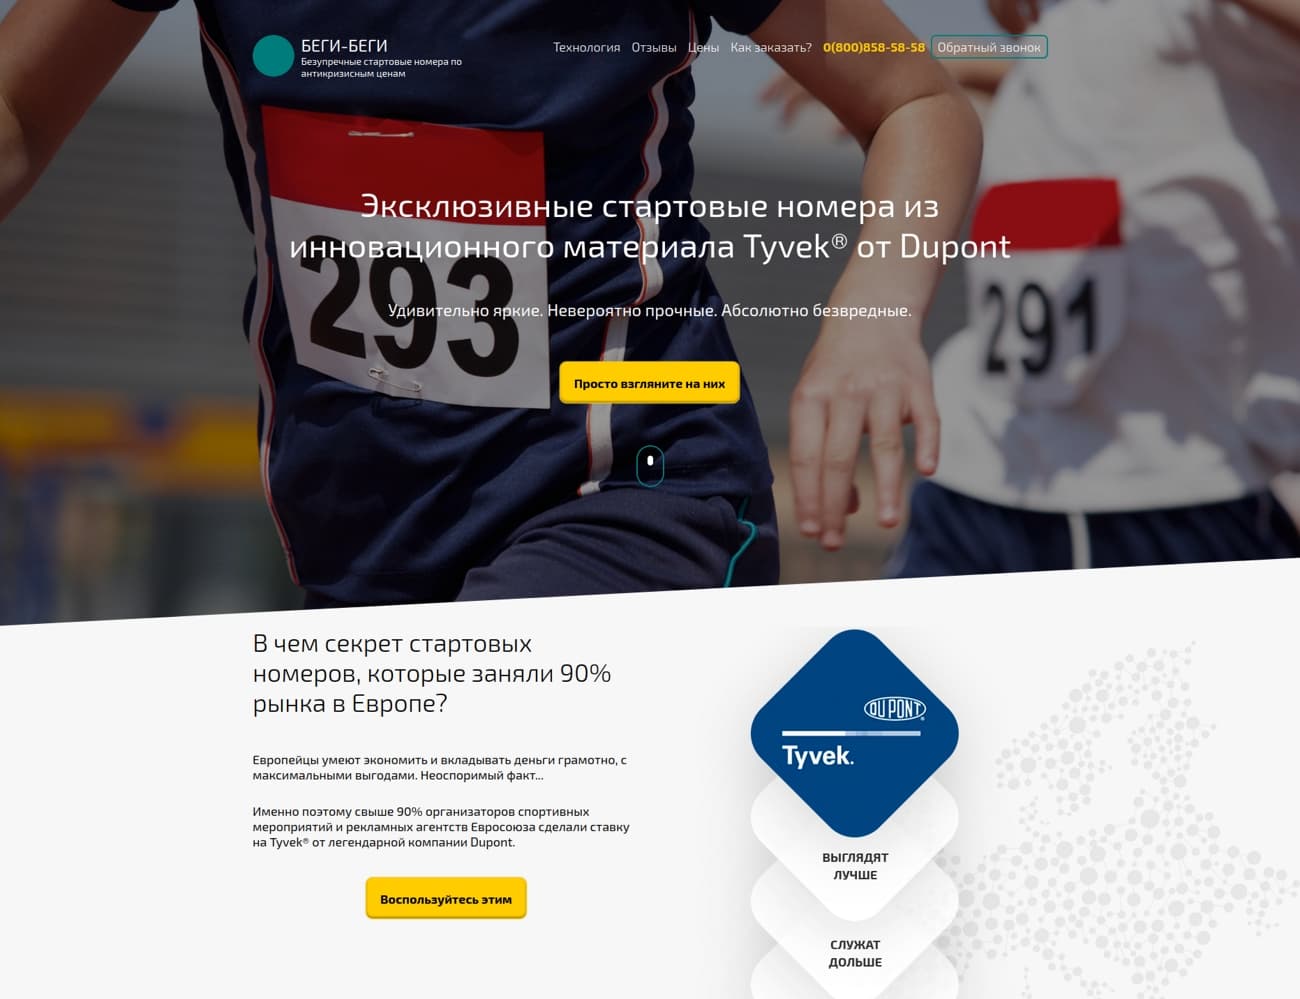 БЕГИ-БЕГИ
Безупречные стартовые номера по
антикризисным ценам
Технология Отзывы Цены Как заказать? 0(800)858-58-58 Обратный звонок
Эксклюзивные стартовые номера из
инновационного материала Tyvek® от Dupont
293
291
Удивительно яркие. Невероятно прочные. Абсолютно безвредные.
Просто взгляните на них
В чем секрет стартовых
номеров, которые заняли 90%
рынка в Европе?
Европейцы умеют экономить и вкладывать деньги грамотно, с
максимальными выгодами. Неоспоримый факт...
Именно поэтому свыше 90% организаторов спортивных
мероприятий и рекламных агентств Евросоюза сделали ставку
на Tyvek® от легендарной компании Dupont.
Воспользуйтесь этим
DU PONT®
Tyvek.
ВЫГЛЯДЯТ
ЛУЧШЕ
СЛУЖАТ
ДОЛЬШЕ